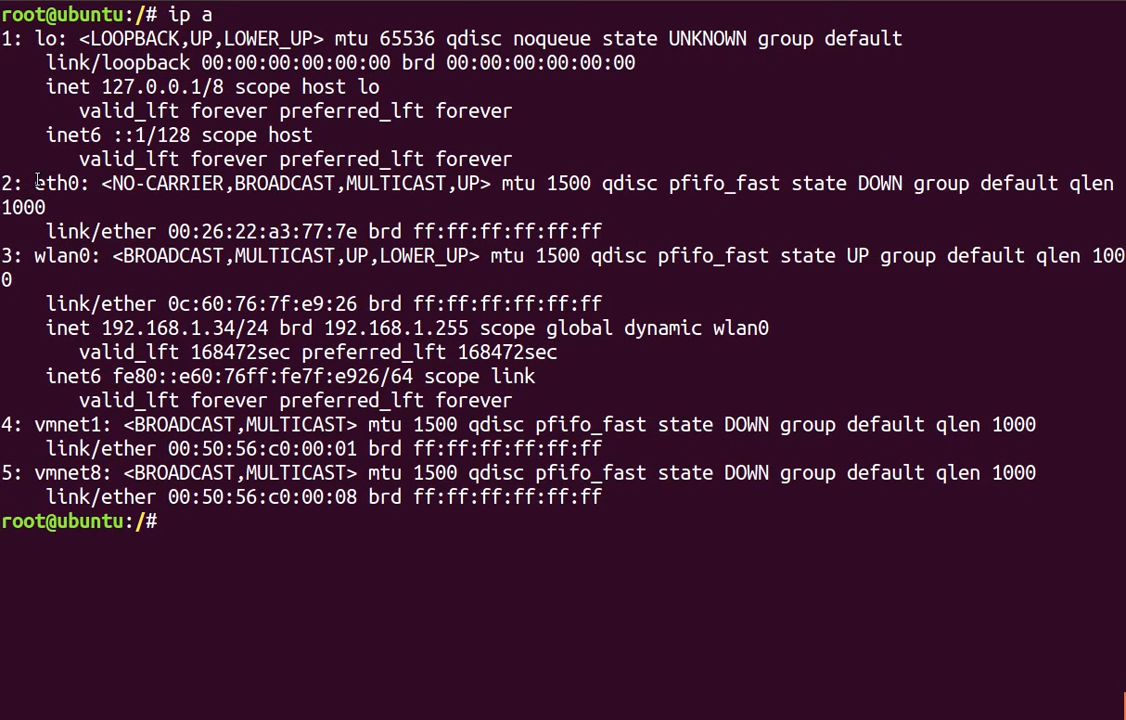 root@ubuntu:/# ip a
1: lo: <LOOPBACK,UP,LOWER_UP> mtu 65536 qdisc noqueue state UNKNOWN group default
    link/loopback 00:00:00:00:00:00 brd 00:00:00:00:00:00
    inet 127.0.0.1/8 scope host lo
       valid_lft forever preferred_lft forever
    inet6 ::1/128 scope host
       valid_lft forever preferred_lft forever
2: eth0: <NO-CARRIER,BROADCAST,MULTICAST,UP> mtu 1500 qdisc pfifo_fast state DOWN group default qlen
1000
    link/ether 00:26:22:a3:77:7e brd ff:ff:ff:ff:ff:ff
3: wlan0: <BROADCAST,MULTICAST,UP,LOWER_UP> mtu 1500 qdisc pfifo_fast state UP group default qlen 100
0
    link/ether 0c:60:76:7f:e9:26 brd ff:ff:ff:ff:ff:ff
    inet 192.168.1.34/24 brd 192.168.1.255 scope global dynamic wlan0
       valid_lft 168472sec preferred_lft 168472sec
    inet6 fe80::e60:76ff:fe7f:e926/64 scope link
       valid_lft forever preferred_lft forever
4: vmnet1: <BROADCAST,MULTICAST> mtu 1500 qdisc pfifo_fast state DOWN group default qlen 1000
    link/ether 00:50:56:c0:00:01 brd ff:ff:ff:ff:ff:ff
5: vmnet8: <BROADCAST,MULTICAST> mtu 1500 qdisc pfifo_fast state DOWN group default qlen 1000
    link/ether 00:50:56:c0:00:08 brd ff:ff:ff:ff:ff:ff
root@ubuntu:/#